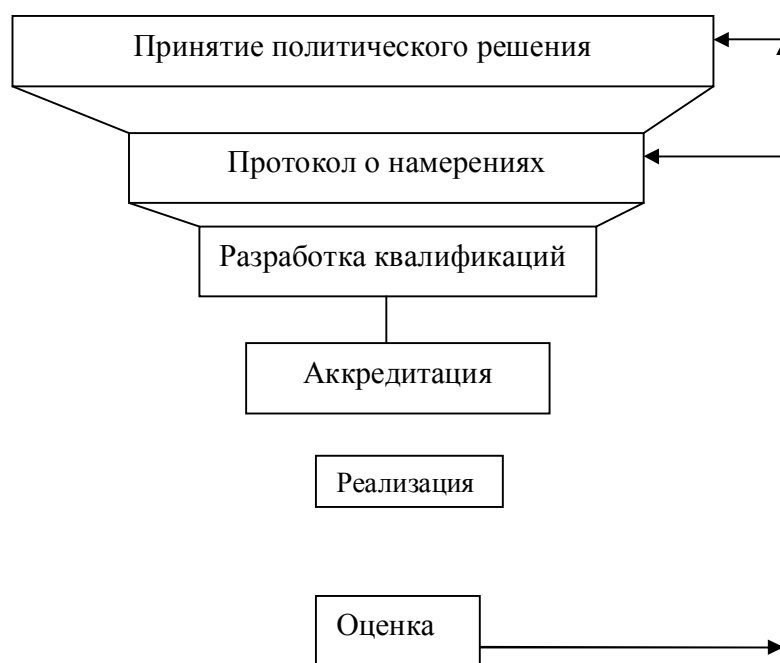 Принятие политического решения
Протокол о намерениях
Разработка квалификаций
Аккредитация
Реализация
Оценка